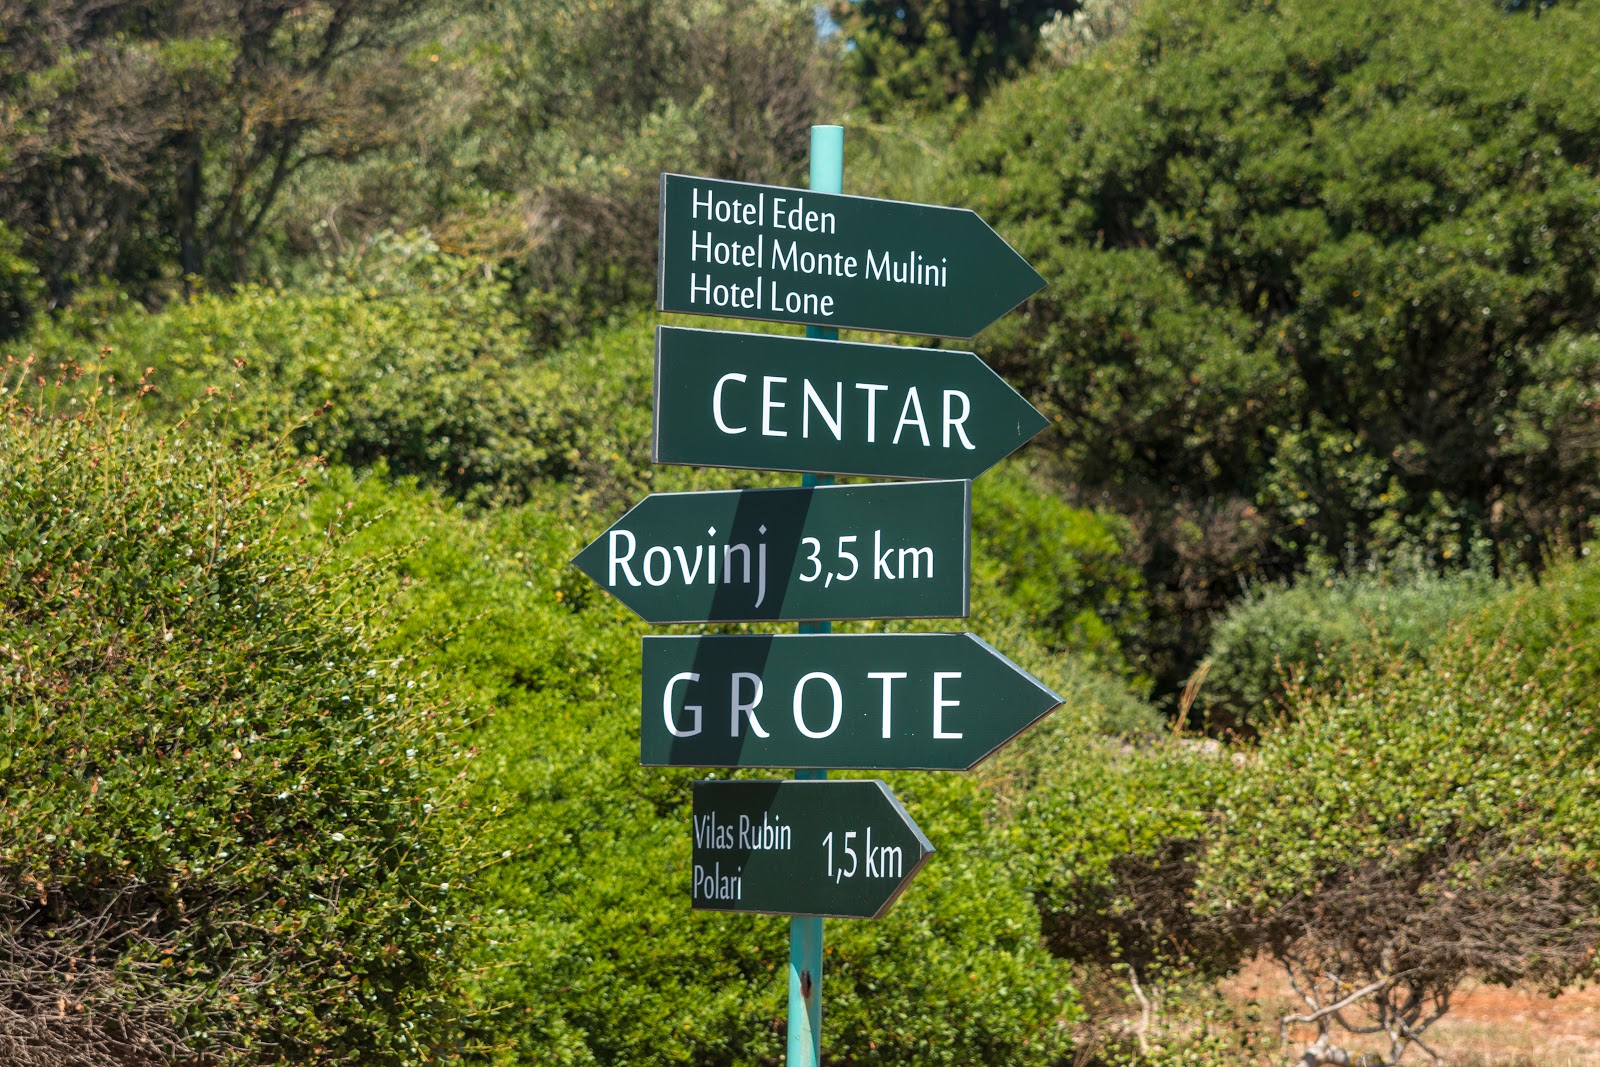 Hotel Eden
Hotel Monte Mulini
Hotel Lone
CENTAR
Rovinj 3,5 km
GROTE
Vilas Rubin 1,5 km
Polari